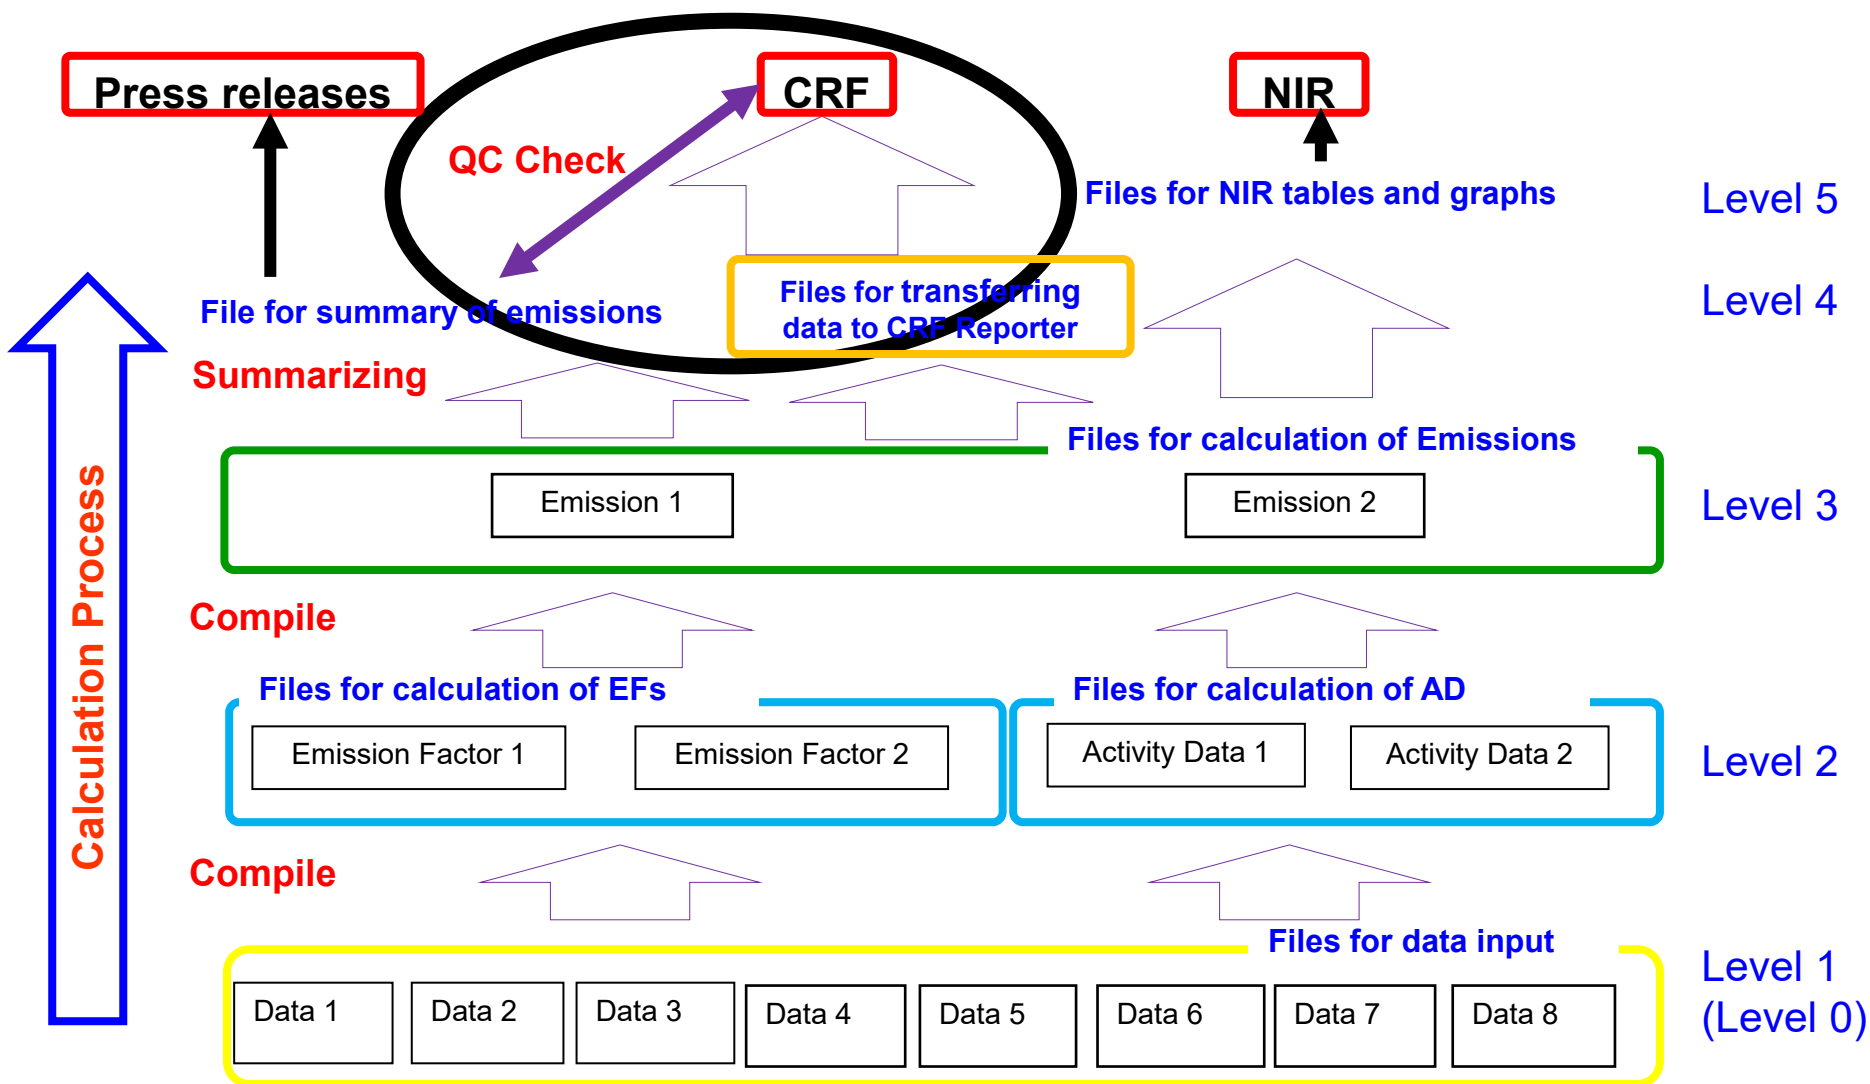 Press releases
CRF
NIR
QC Check
Files for NIR tables and graphs
Level 5
File for summary of emissions
Files for transferring
data to CRF Reporter
Level 4
Summarizing
Files for calculation of Emissions
Emission 1
Emission 2
Level 3
Calculation Process
Compile
Files for calculation of EFs
Files for calculation of AD
Emission Factor 1
Emission Factor 2
Activity Data 1
Activity Data 2
Level 2
Compile
Files for data input
Level 1
(Level 0)
Data 1
Data 2
Data 3
Data 4
Data 5
Data 6
Data 7
Data 8